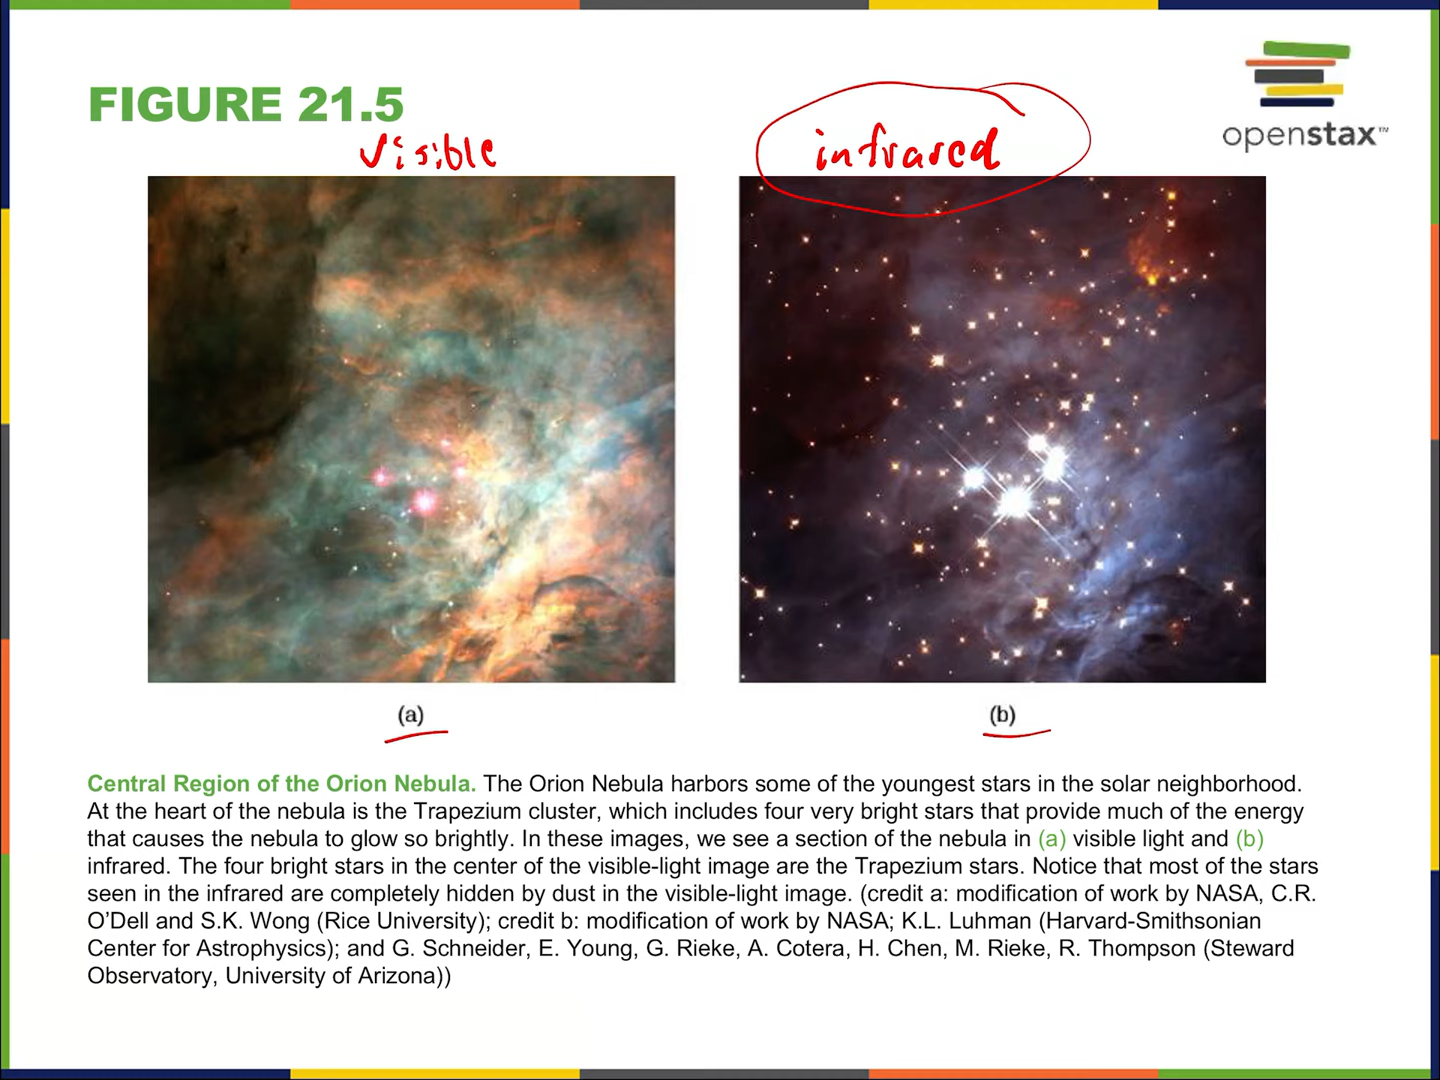 FIGURE 21.5
visible
infrared
openstax™
(a)
(b)
Central Region of the Orion Nebula. The Orion Nebula harbors some of the youngest stars in the solar neighborhood.
At the heart of the nebula is the Trapezium cluster, which includes four very bright stars that provide much of the energy
that causes the nebula to glow so brightly. In these images, we see a section of the nebula in (a) visible light and (b)
infrared. The four bright stars in the center of the visible-light image are the Trapezium stars. Notice that most of the stars
seen in the infrared are completely hidden by dust in the visible-light image. (credit a: modification of work by NASA, C.R.
O’Dell and S.K. Wong (Rice University); credit b: modification of work by NASA; K.L. Luhman (Harvard-Smithsonian
Center for Astrophysics); and G. Schneider, E. Young, G. Rieke, A. Cotera, H. Chen, M. Rieke, R. Thompson (Steward
Observatory, University of Arizona))